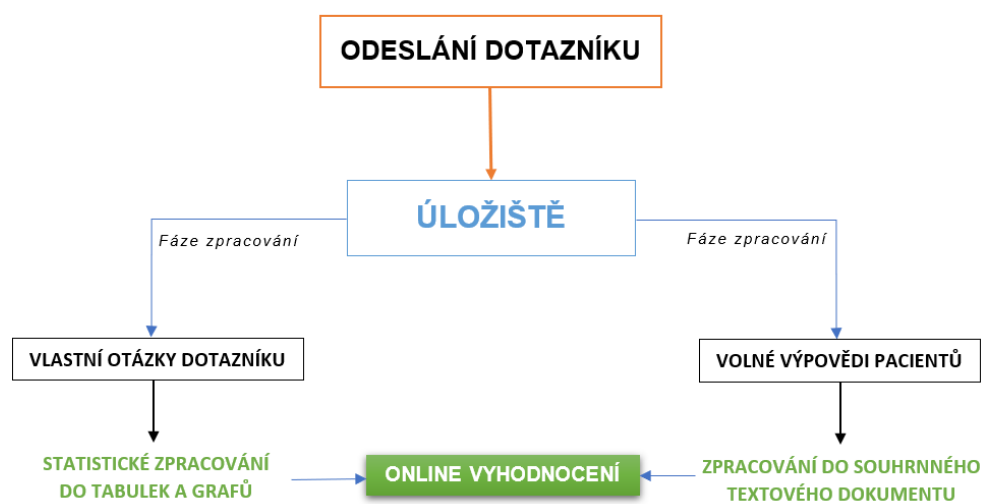 ODESLÁNÍ DOTAZNÍKU
ÚLOŽIŠTĚ
Fáze zpracování
Fáze zpracování
VLASTNÍ OTÁZKY DOTAZNÍKU
VOLNÉ VÝPOVĚDI PACIENTŮ
STATISTICKÉ ZPRACOVÁNÍ
DO TABULEK A GRAFŮ
ONLINE VYHODNOCENÍ
ZPRACOVÁNÍ DO SOUHRNNÉHO
TEXTOVÉHO DOKUMENTU